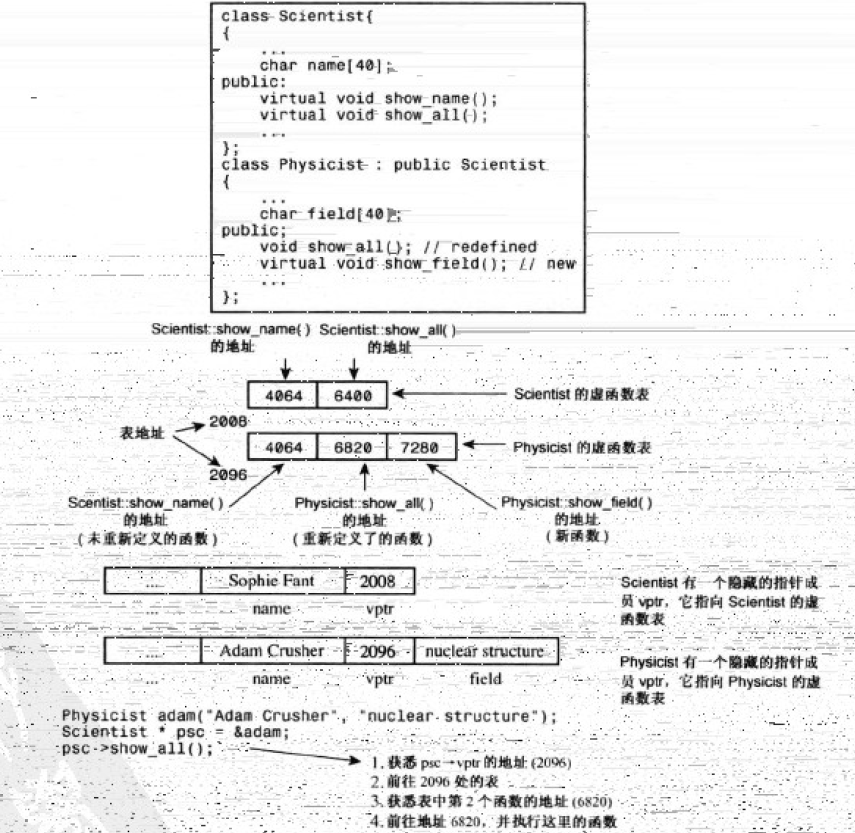 class Scientist{
{
...
char name[40];
public:
virtual void show_name();
virtual void show_all();
...
};
class Physicist : public Scientist
{
...
char field[40];
public:
void show_all(); // redefined
virtual void show_field(); // new
...
};
Scientist::show_name( ) Scientist::show_all( )
的地址 的地址
4064 6400 Scientist 的虚函数表
2008
表地址
4064 6820 7280 Physicist 的虚函数表
2096
Scentist::show_name( ) Physicist::show_all( ) Physicist::show_field( )
的地址 的地址 的地址
(未重新定义的函数) (重新定义了的函数) (新函数)
... Sophie Fant 2008
... name vptr
Scientist 有一个隐藏的指针成
员 vptr，它指向 Scientist 的虚
函数表
... Adam Crusher 2096 nuclear structure
... name vptr field
Physicist 有一个隐藏的指针成
员 vptr，它指向 Physicist 的虚
函数表
Physicist adam("Adam Crusher", "nuclear structure");
Scientist * psc = &adam;
psc->show_all();
1. 获悉 psc→vptr 的地址 (2096)
2. 前往 2096 处的表
3. 获悉表中第 2 个函数的地址 (6820)
4. 前往地址 6820，并执行这里的函数